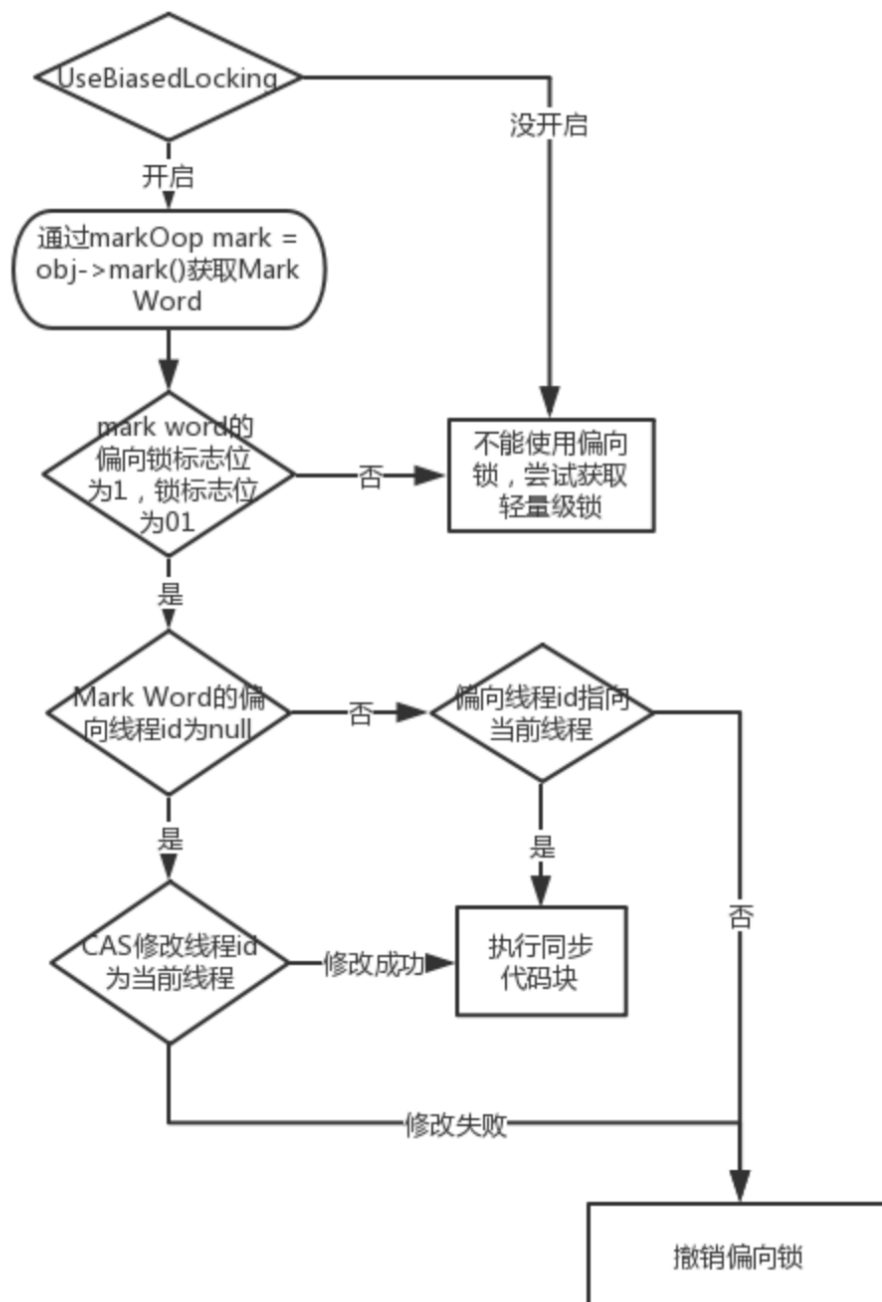 UseBiasedLocking
没开启
开启
通过markOop mark =
obj->mark()获取Mark
Word
mark word的
偏向锁标志位
为1，锁标志位
为01
否
不能使用偏向
锁，尝试获取
轻量级锁
是
Mark Word的偏
向线程id为null
否
偏向线程id指向
当前线程
是
是
否
CAS修改线程id
为当前线程
修改成功
执行同步
代码块
修改失败
撤销偏向锁